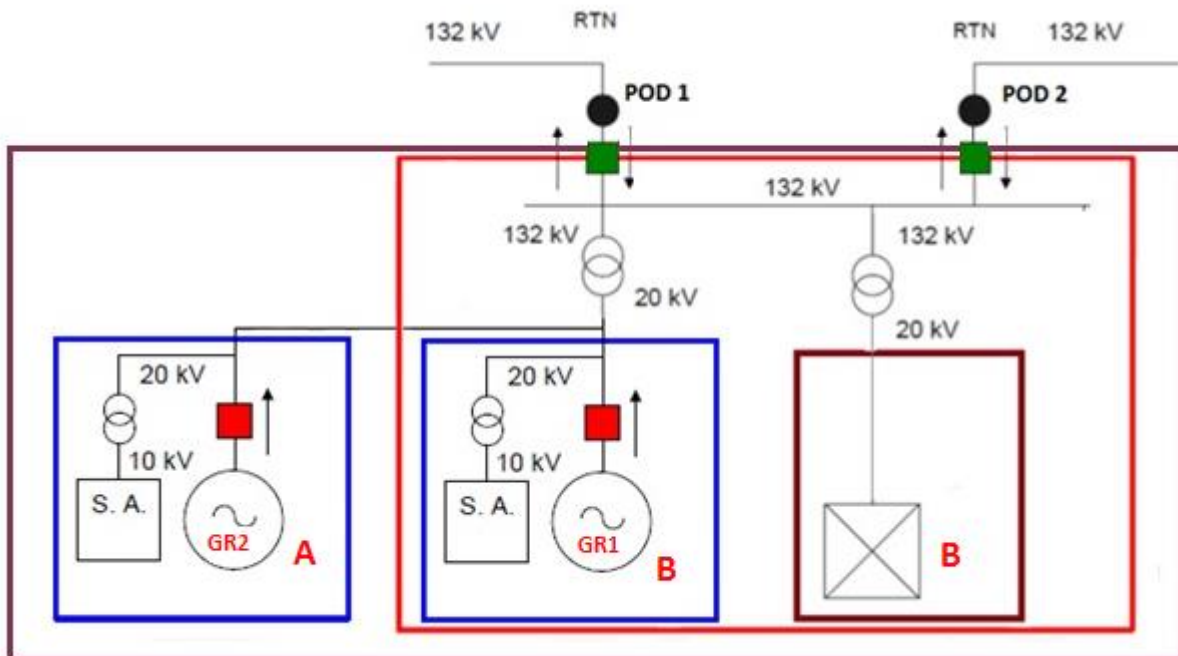 132 kV
RTN
RTN
132 kV
POD 1
POD 2
132 kV
132 kV
132 kV
20 kV
20 kV
20 kV
20 kV
10 kV
10 kV
S. A.
GR2
A
S. A.
GR1
B
B